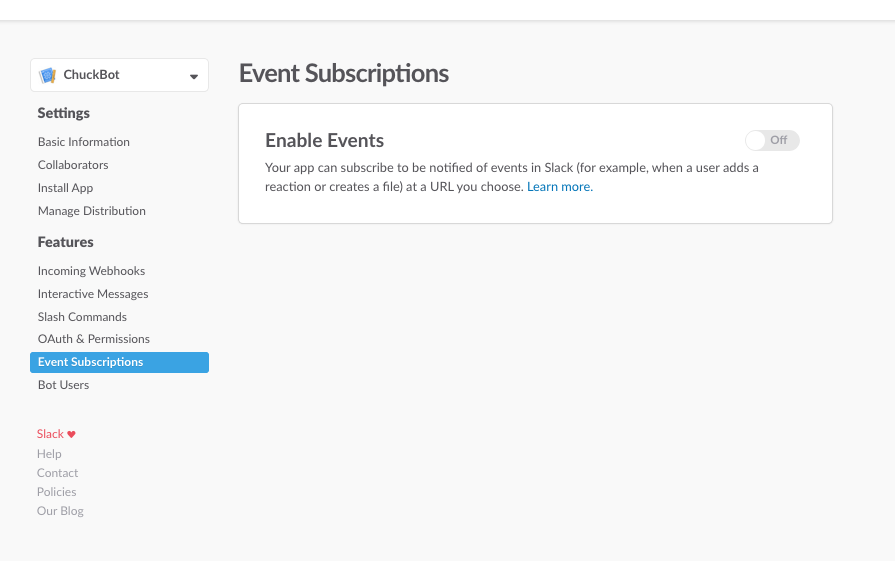 ChuckBot
Settings
Basic Information
Collaborators
Install App
Manage Distribution
Features
Incoming Webhooks
Interactive Messages
Slash Commands
OAuth & Permissions
Event Subscriptions
Bot Users
Slack ♥
Help
Contact
Policies
Our Blog
Event Subscriptions
Enable Events
Off
Your app can subscribe to be notified of events in Slack (for example, when a user adds a
reaction or creates a file) at a URL you choose. Learn more.